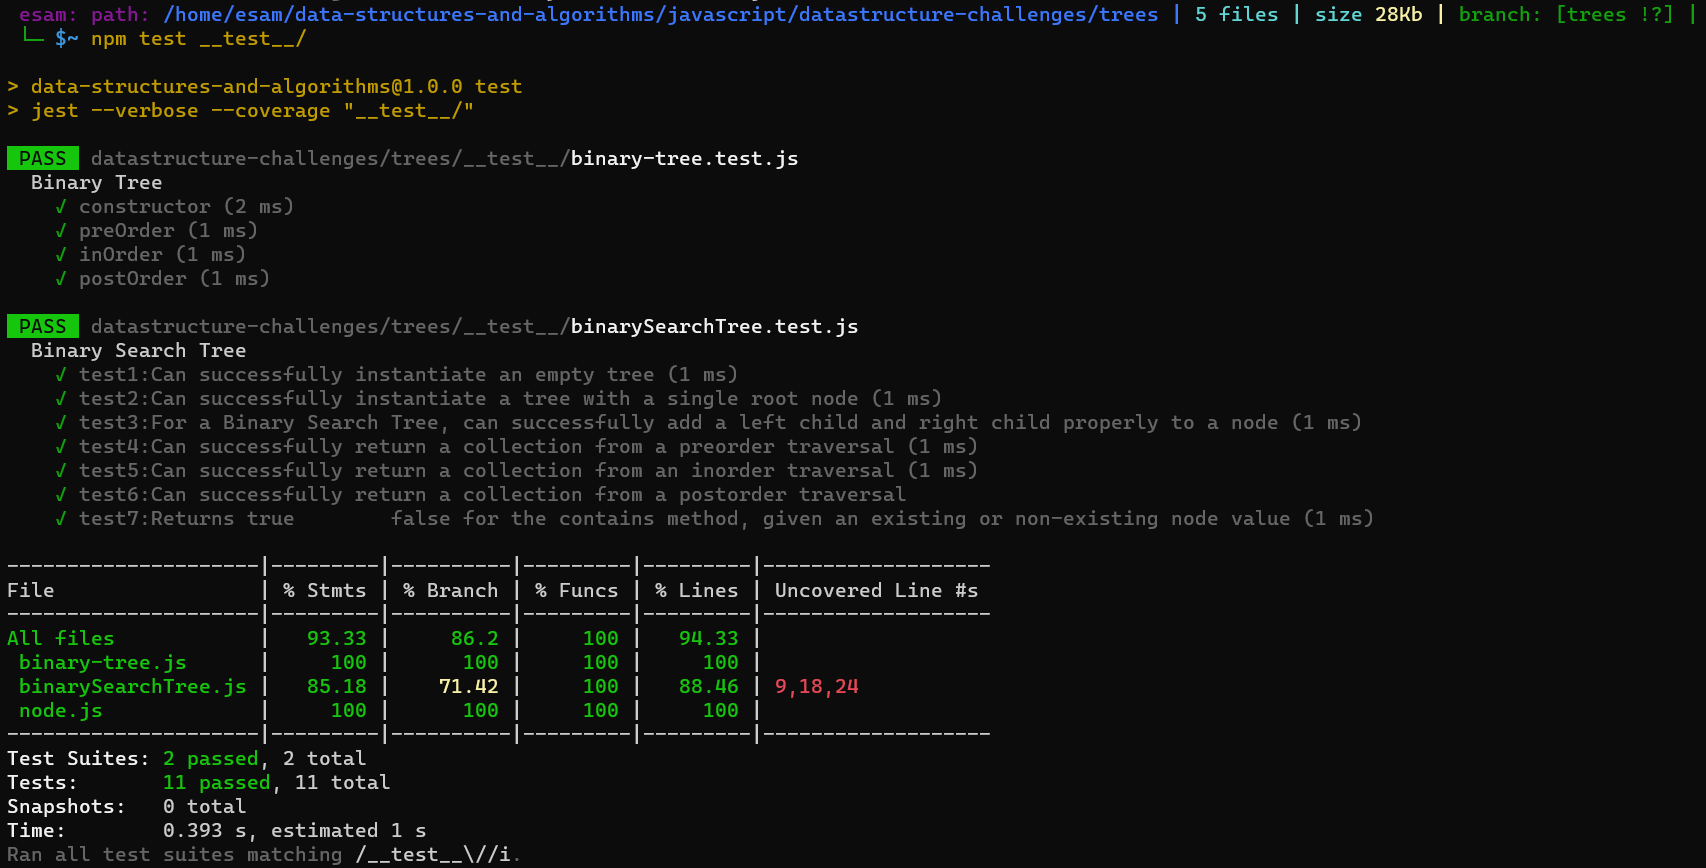 esam: path: /home/esam/data-structures-and-algorithms/javascript/datastructure-challenges/trees | 5 files | size 28Kb | branch: [trees !?] |
└─ $~ npm test __test__/
> data-structures-and-algorithms@1.0.0 test
> jest --verbose --coverage "__test__/"
PASS datastructure-challenges/trees/__test__/binary-tree.test.js
Binary Tree
√ constructor (2 ms)
√ preOrder (1 ms)
√ inOrder (1 ms)
√ postOrder (1 ms)
PASS datastructure-challenges/trees/__test__/binarySearchTree.test.js
Binary Search Tree
√ test1:Can successfully instantiate an empty tree (1 ms)
√ test2:Can successfully instantiate a tree with a single root node (1 ms)
√ test3:For a Binary Search Tree, can successfully add a left child and right child properly to a node (1 ms)
√ test4:Can successfully return a collection from a preorder traversal (1 ms)
√ test5:Can successfully return a collection from an inorder traversal (1 ms)
√ test6:Can successfully return a collection from a postorder traversal
√ test7:Returns true        false for the contains method, given an existing or non-existing node value (1 ms)
---------------------|---------|----------|---------|---------|-------------------
File                 | % Stmts | % Branch | % Funcs | % Lines | Uncovered Line #s
---------------------|---------|----------|---------|---------|-------------------
All files            |   93.33 |     86.2 |     100 |   94.33 |
 binary-tree.js      |     100 |      100 |     100 |     100 |
 binarySearchTree.js |   85.18 |    71.42 |     100 |   88.46 | 9,18,24
 node.js             |     100 |      100 |     100 |     100 |
---------------------|---------|----------|---------|---------|-------------------
Test Suites: 2 passed, 2 total
Tests:       11 passed, 11 total
Snapshots:   0 total
Time:        0.393 s, estimated 1 s
Ran all test suites matching /__test__\//i.